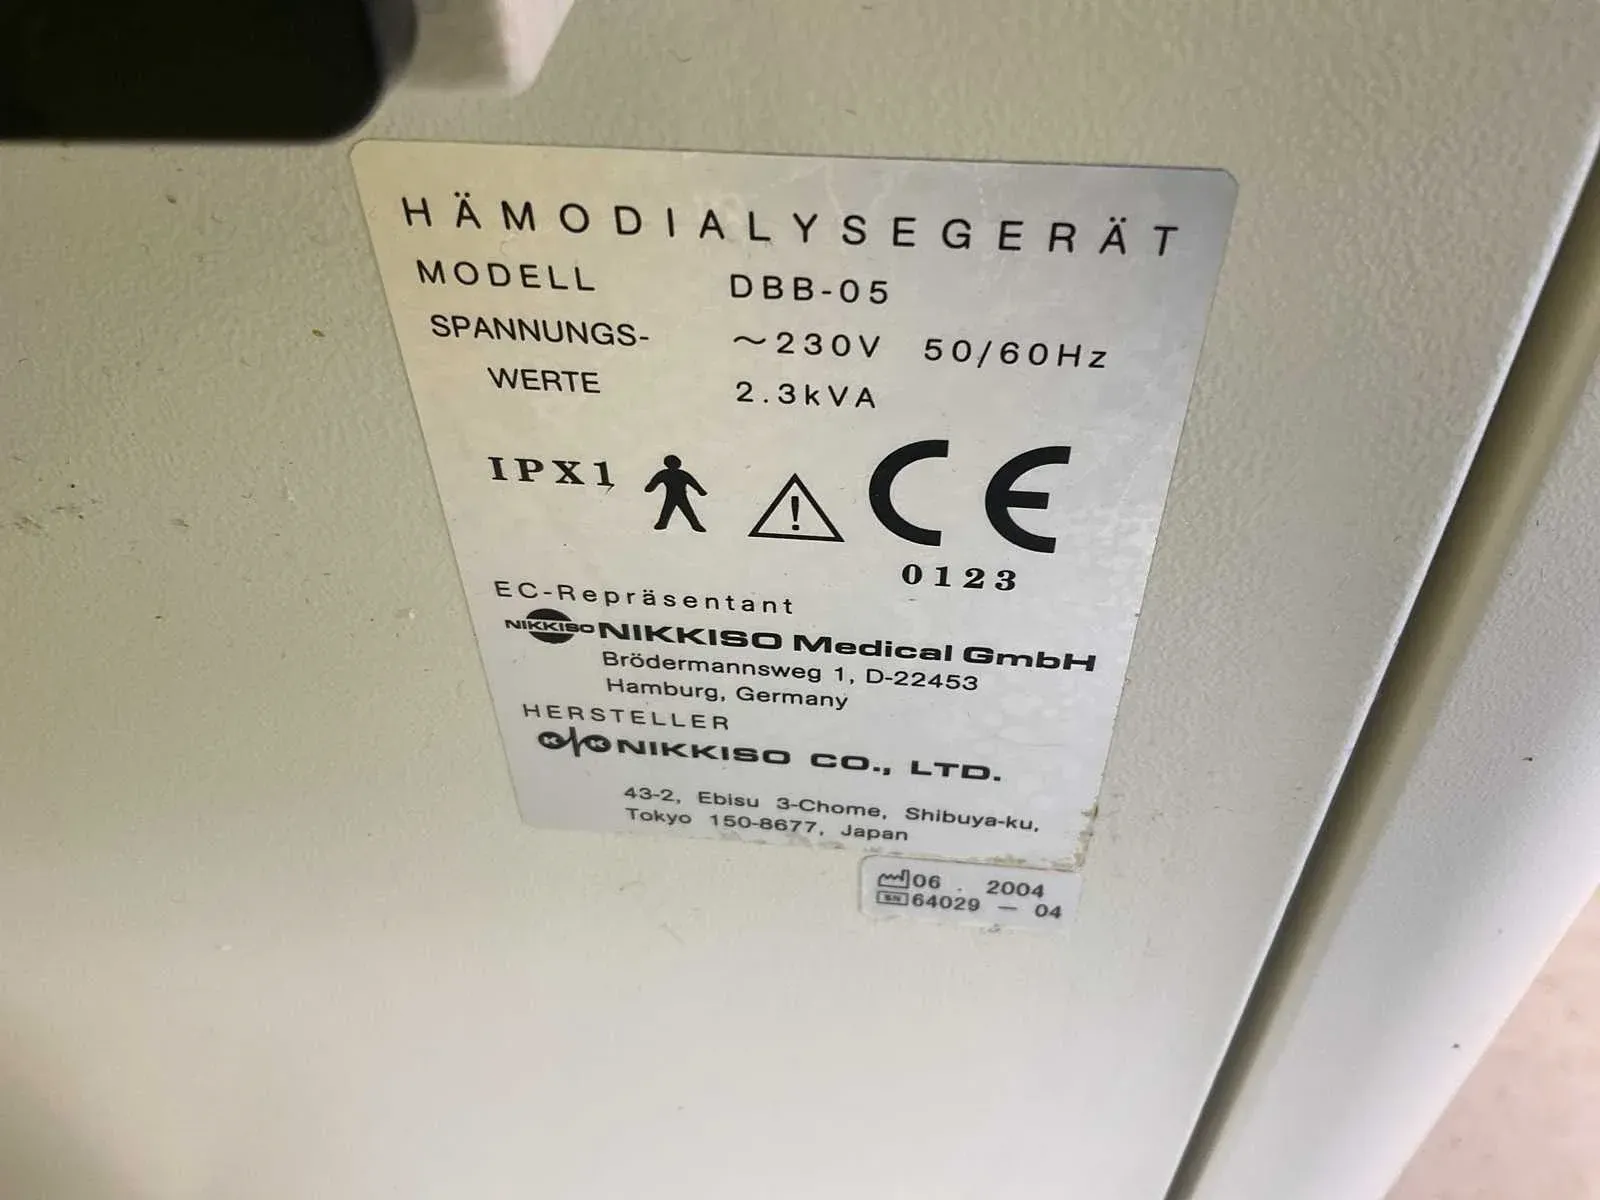 HÄMODIALYSEGERÄT
MODELL DBB-05
SPANNUNGS- ~230V 50/60Hz
WERTE 2.3kVA
IPX1
CE
0123
EC-Repräsentant
NIKKISO NIKKISO Medical GmbH
Brödermannsweg 1, D-22453
Hamburg, Germany
HERSTELLER
NIKKISO CO., LTD.
43-2, Ebisu 3-Chome, Shibuya-ku,
Tokyo 150-8677, Japan
06 . 2004
SN 64029 - 04